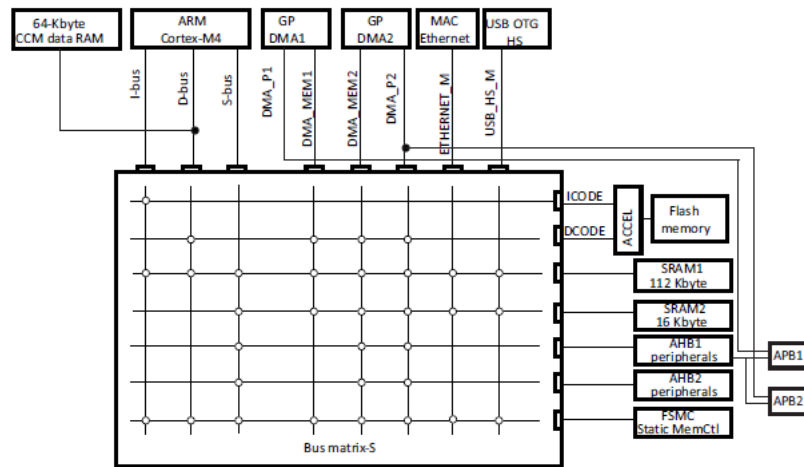 64-Kbyte
CCM data RAM
ARM
Cortex-M4
GP
DMA1
GP
DMA2
MAC
Ethernet
USB OTG
HS
I-bus
D-bus
S-bus
DMA_P1
DMA_MEM1
DMA_MEM2
DMA_P2
ETHERNET_M
USB_HS_M
ICODE
DCODE
ACCEL
Flash
memory
SRAM1
112 Kbyte
SRAM2
16 Kbyte
AHB1
peripherals
APB1
AHB2
peripherals
APB2
FSMC
Static MemCtl
Bus matrix-S